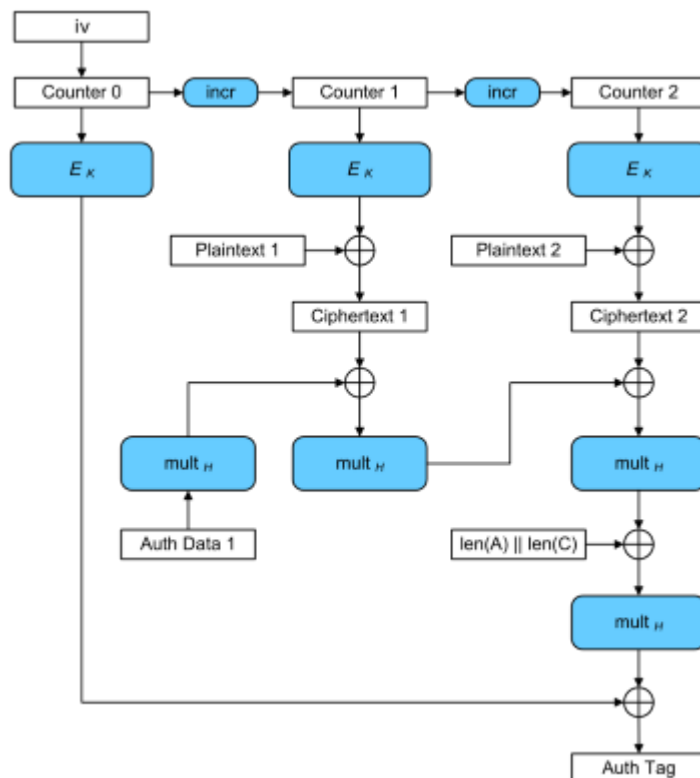 iv
Counter 0
incr
Counter 1
incr
Counter 2
E K
E K
E K
Plaintext 1
Plaintext 2
Ciphertext 1
Ciphertext 2
mult H
mult H
mult H
Auth Data 1
len(A) || len(C)
mult H
Auth Tag